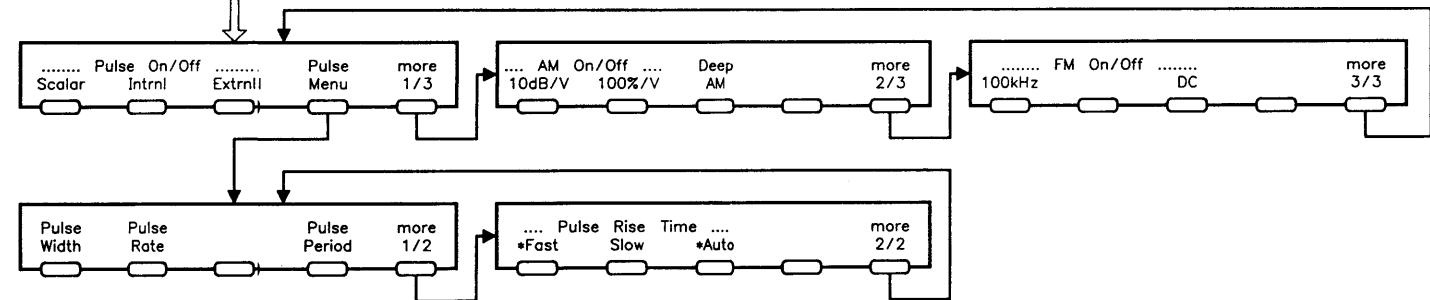 ........ Pulse On/Off ........ Pulse more
Scalar Intrnl Extrnll Menu 1/3
.... AM On/Off .... Deep more
10dB/V 100%/V AM 2/3
........ FM On/Off ........ more
100kHz DC 3/3
Pulse Pulse Pulse more
Width Rate Period 1/2
.... Pulse Rise Time .... more
*Fast Slow *Auto 2/2